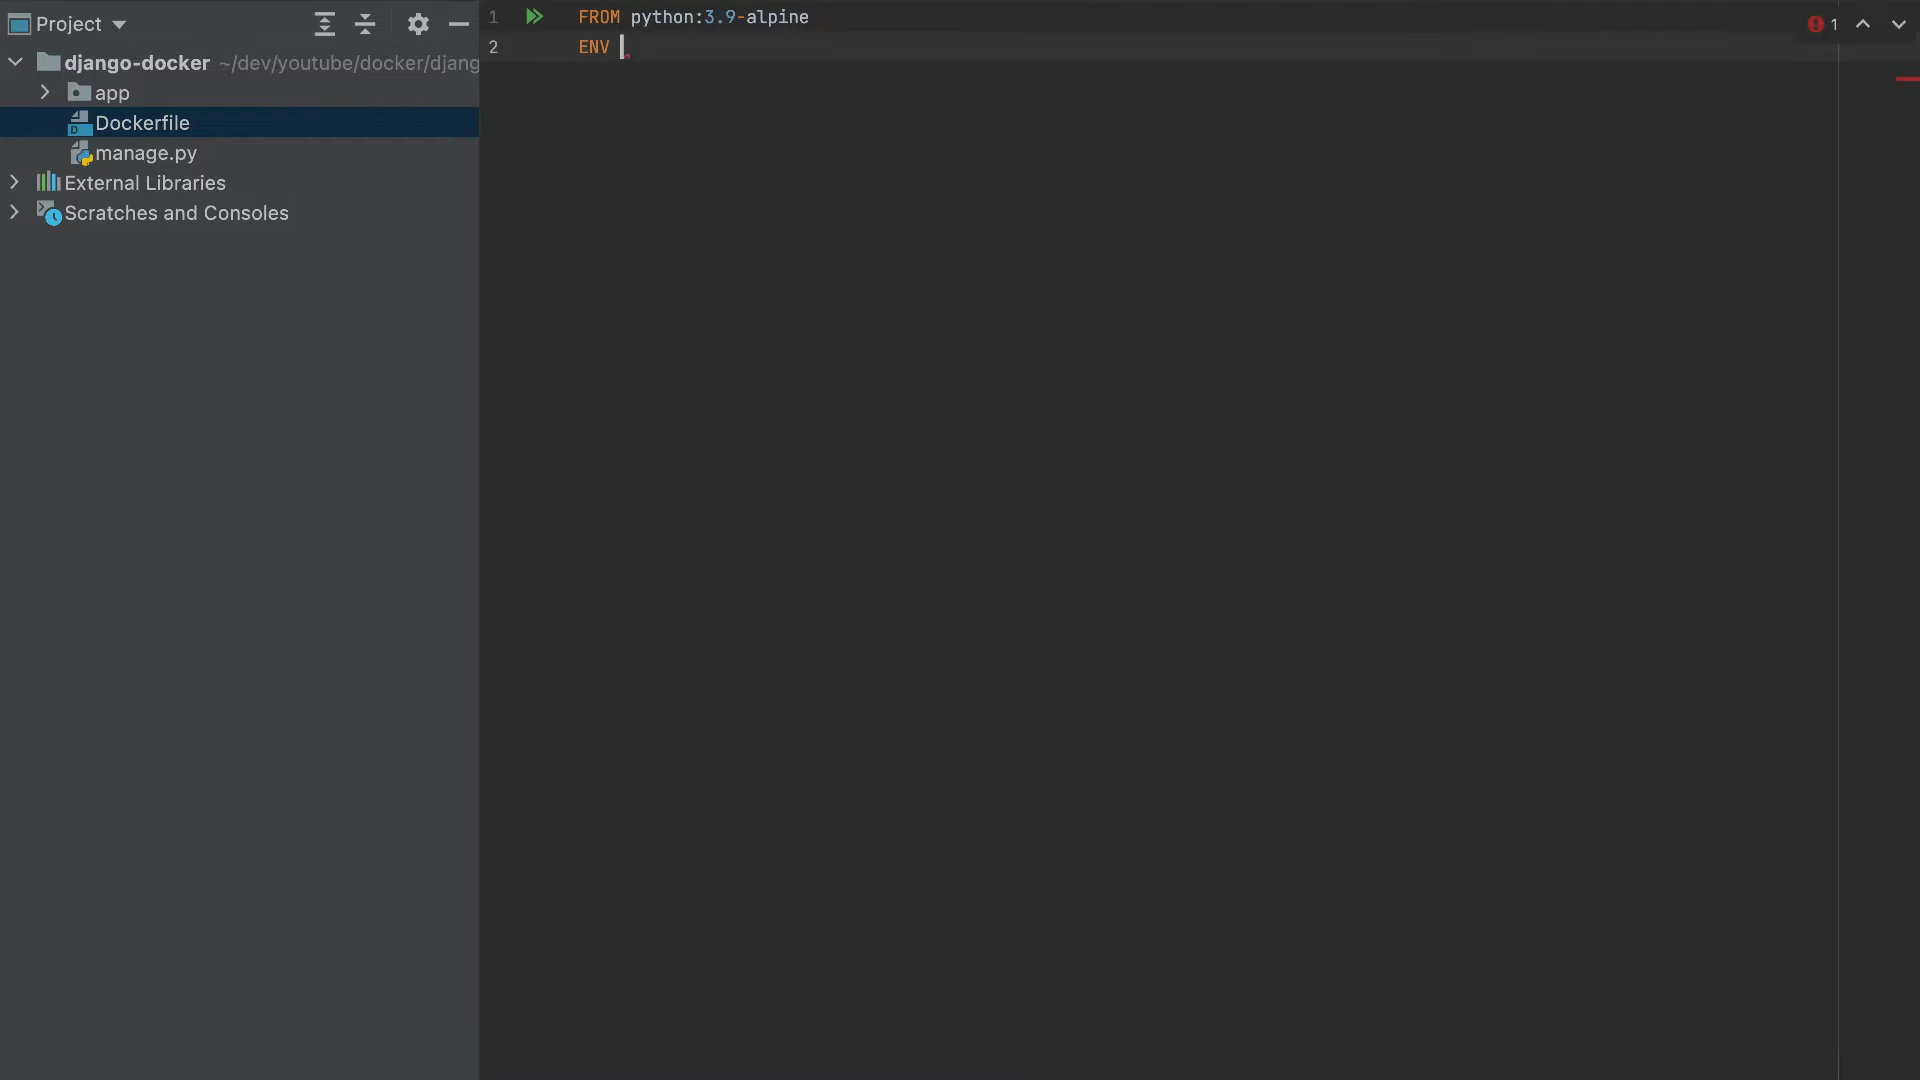 Project
django-docker ~/dev/youtube/docker/djang
app
Dockerfile
manage.py
External Libraries
Scratches and Consoles
1 FROM python:3.9-alpine
2 ENV
1